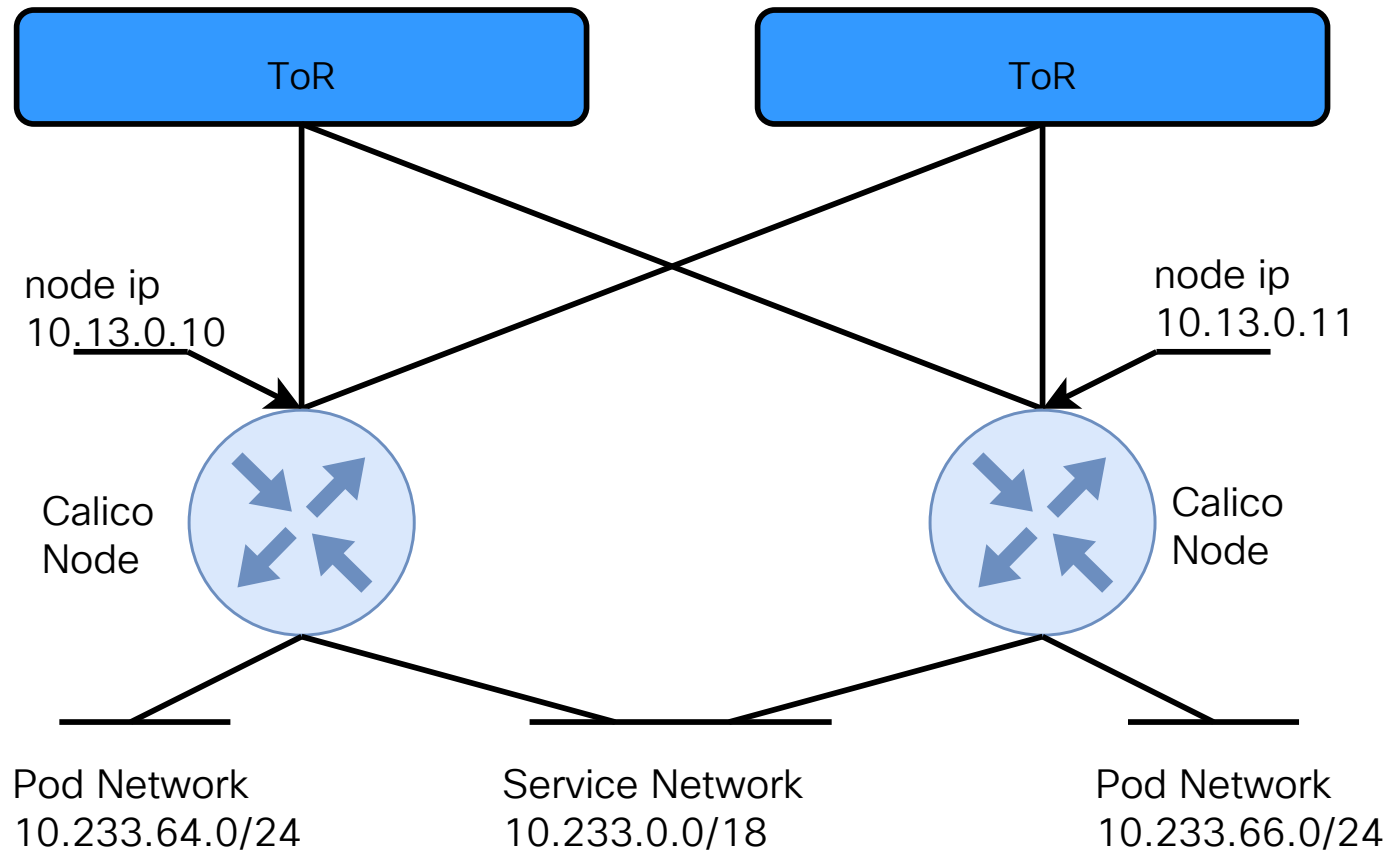 ToR
ToR
node ip
10.13.0.10
node ip
10.13.0.11
Calico
Node
Calico
Node
Pod Network
10.233.64.0/24
Service Network
10.233.0.0/18
Pod Network
10.233.66.0/24